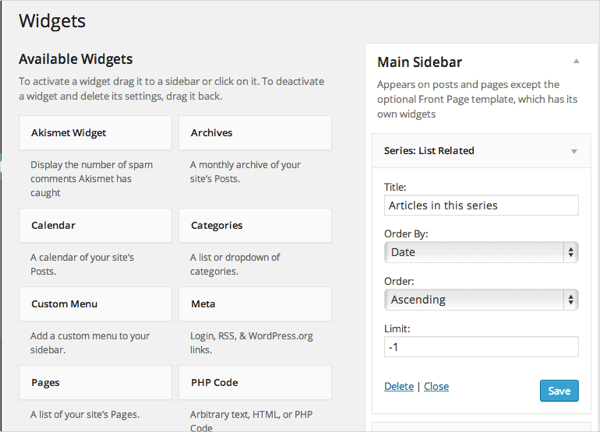 Widgets
Available Widgets
To activate a widget drag it to a sidebar or click on it. To deactivate
a widget and delete its settings, drag it back.
Akismet Widget
Archives
Display the number of spam
comments Akismet has
caught
A monthly archive of your
site's Posts.
Calendar
Categories
A calendar of your site's
Posts.
A list or dropdown of
categories.
Custom Menu
Meta
Add a custom menu to your
sidebar.
Login, RSS, & WordPress.org
links.
Pages
PHP Code
A list of your site's Pages.
Arbitrary text, HTML, or PHP
Code
Main Sidebar
Appears on posts and pages except the
optional Front Page template, which has its
own widgets
Series: List Related
Title:
Articles in this series
Order By:
Date
Order:
Ascending
Limit:
-1
Delete | Close
Save